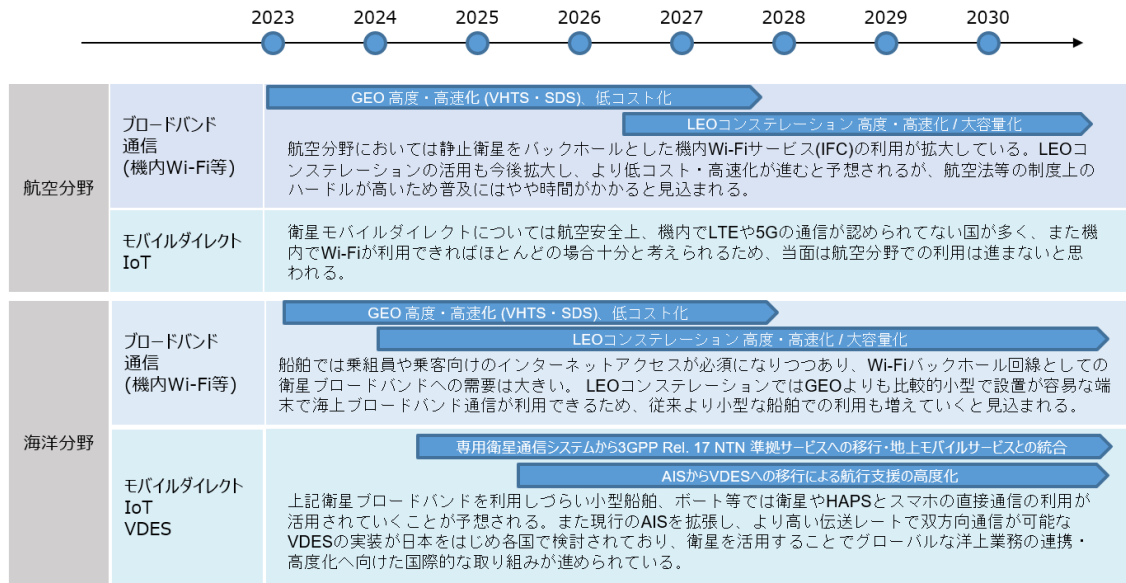 2023 2024 2025 2026 2027 2028 2029 2030
航空分野
ブロードバンド
通信
(機内Wi-Fi等)
GEO 高度・高速化 (VHTS・SDS)、低コスト化
LEOコンステレーション 高度・高速化 / 大容量化
航空分野においては静止衛星をバックホールとした機内Wi-Fiサービス(IFC)の利用が拡大している。LEOコ
ンステレーションの活用も今後拡大し、より低コスト・高速化が進むと予想されるが、航空法等の制度上の
ハードルが高いため普及にはやや時間がかかると見込まれる。
モバイルダイレクト
IoT
衛星モバイルダイレクトについては航空安全上、機内でLTEや5Gの通信が認められてない国が多く、また機
内でWi-Fiが利用できればほとんどの場合十分と考えられるため、当面は航空分野での利用は進まないと思
われる。
海洋分野
ブロードバンド
通信
(機内Wi-Fi等)
GEO 高度・高速化 (VHTS・SDS)、低コスト化
LEOコンステレーション 高度・高速化 / 大容量化
船舶では乗組員や乗客向けのインターネットアクセスが必須になりつつあり、Wi-Fiバックホール回線としての
衛星ブロードバンドへの需要は大きい。 LEOコンステレーションではGEOよりも比較的小型で設置が容易な端
末で海上ブロードバンド通信が利用できるため、従来より小型な船舶での利用も増えていくと見込まれる。
モバイルダイレクト
IoT
VDES
専用衛星通信システムから3GPP Rel. 17 NTN 準拠サービスへの移行・地上モバイルサービスとの統合
AISからVDESへの移行による航行支援の高度化
上記衛星ブロードバンドを利用しづらい小型船舶、ボート等では衛星やHAPSとスマホの直接通信の利用が
活用されていくことが予想される。また現行のAISを拡張し、より高い伝送レートで双方向通信が可能な
VDESの実装が日本をはじめ各国で検討されており、衛星を活用することでグローバルな洋上業務の連携・
高度化へ向けた国際的な取り組みが進められている。